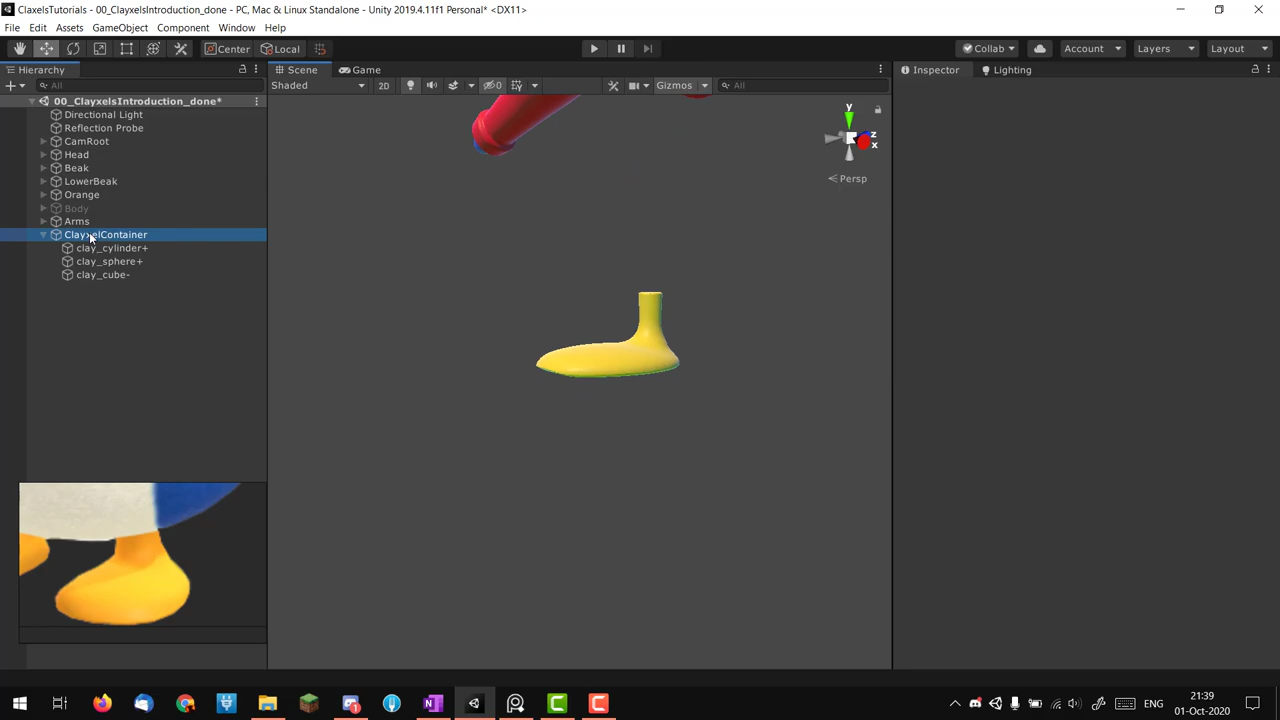 ClaxelsTutorials - 00_ClayxelsIntroduction_done - PC, Mac & Linux Standalone - Unity 2019.4.11f1 Personal* <DX11>
File Edit Assets GameObject Component Window Help
Center Local Collab Account Layers Layout
Hierarchy Scene Game Inspector Lighting
All Shaded 2D 0 Gizmos All
00_ClayxelsIntroduction_done*
Directional Light
Reflection Probe
CamRoot
Head
Beak
LowerBeak
Orange
Body
Arms
ClayxelContainer
clay_cylinder+
clay_sphere+
clay_cube-
y
z
x
Persp
ENG
21:39
01-Oct-2020